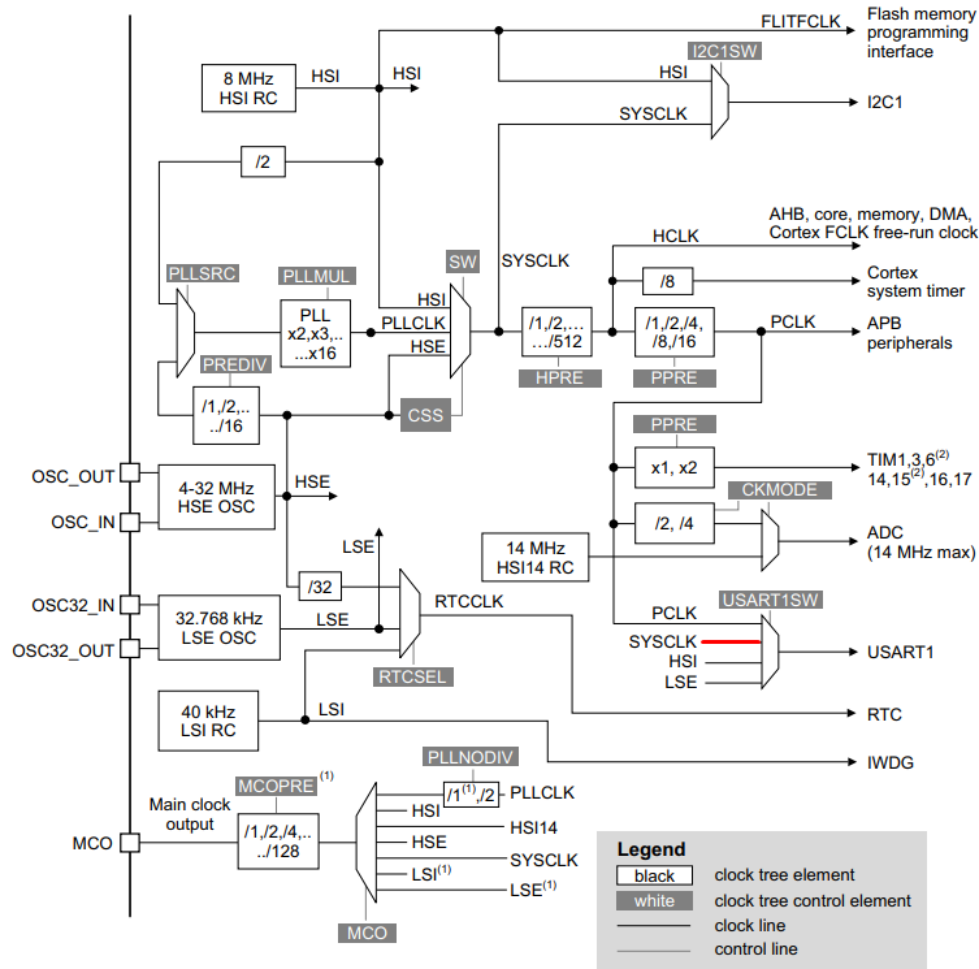 FLITFCLK
Flash memory
programming
interface
I2C1SW
8 MHz
HSI RC
HSI
HSI
HSI
I2C1
SYSCLK
/2
AHB, core, memory, DMA,
Cortex FCLK free-run clock
HCLK
SW
SYSCLK
/8
Cortex
system timer
PLLSRC
PLLMUL
PLL
x2,x3,..
...x16
HSI
PLLCLK
HSE
/1,/2,...
.../512
HPRE
/1,/2,/4,
/8,/16
PPRE
PCLK
APB
peripherals
PREDIV
/1,/2,..
../16
CSS
PPRE
x1, x2
TIM1,3,6(2)
14,15(2),16,17
OSC_OUT
OSC_IN
4-32 MHz
HSE OSC
HSE
CKMODE
/2, /4
ADC
(14 MHz max)
14 MHz
HSI14 RC
LSE
/32
RTCCLK
OSC32_IN
OSC32_OUT
32.768 kHz
LSE OSC
LSE
RTCSEL
USART1SW
PCLK
SYSCLK
HSI
LSE
USART1
40 kHz
LSI RC
LSI
RTC
IWDG
PLLNODIV
/1(1),/2
PLLCLK
MCOPRE (1)
Main clock
output
MCO
/1,/2,/4,..
../128
HSI
HSI14
HSE
SYSCLK
LSI(1)
LSE(1)
MCO
Legend
black
clock tree element
white
clock tree control element
clock line
control line